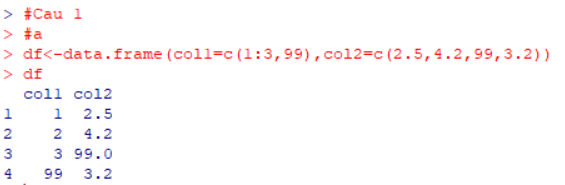 > #Cau 1
> #a
> df<-data.frame(col1=c(1:3,99),col2=c(2.5,4.2,99,3.2))
> df
  col1 col2
1    1  2.5
2    2  4.2
3    3 99.0
4   99  3.2